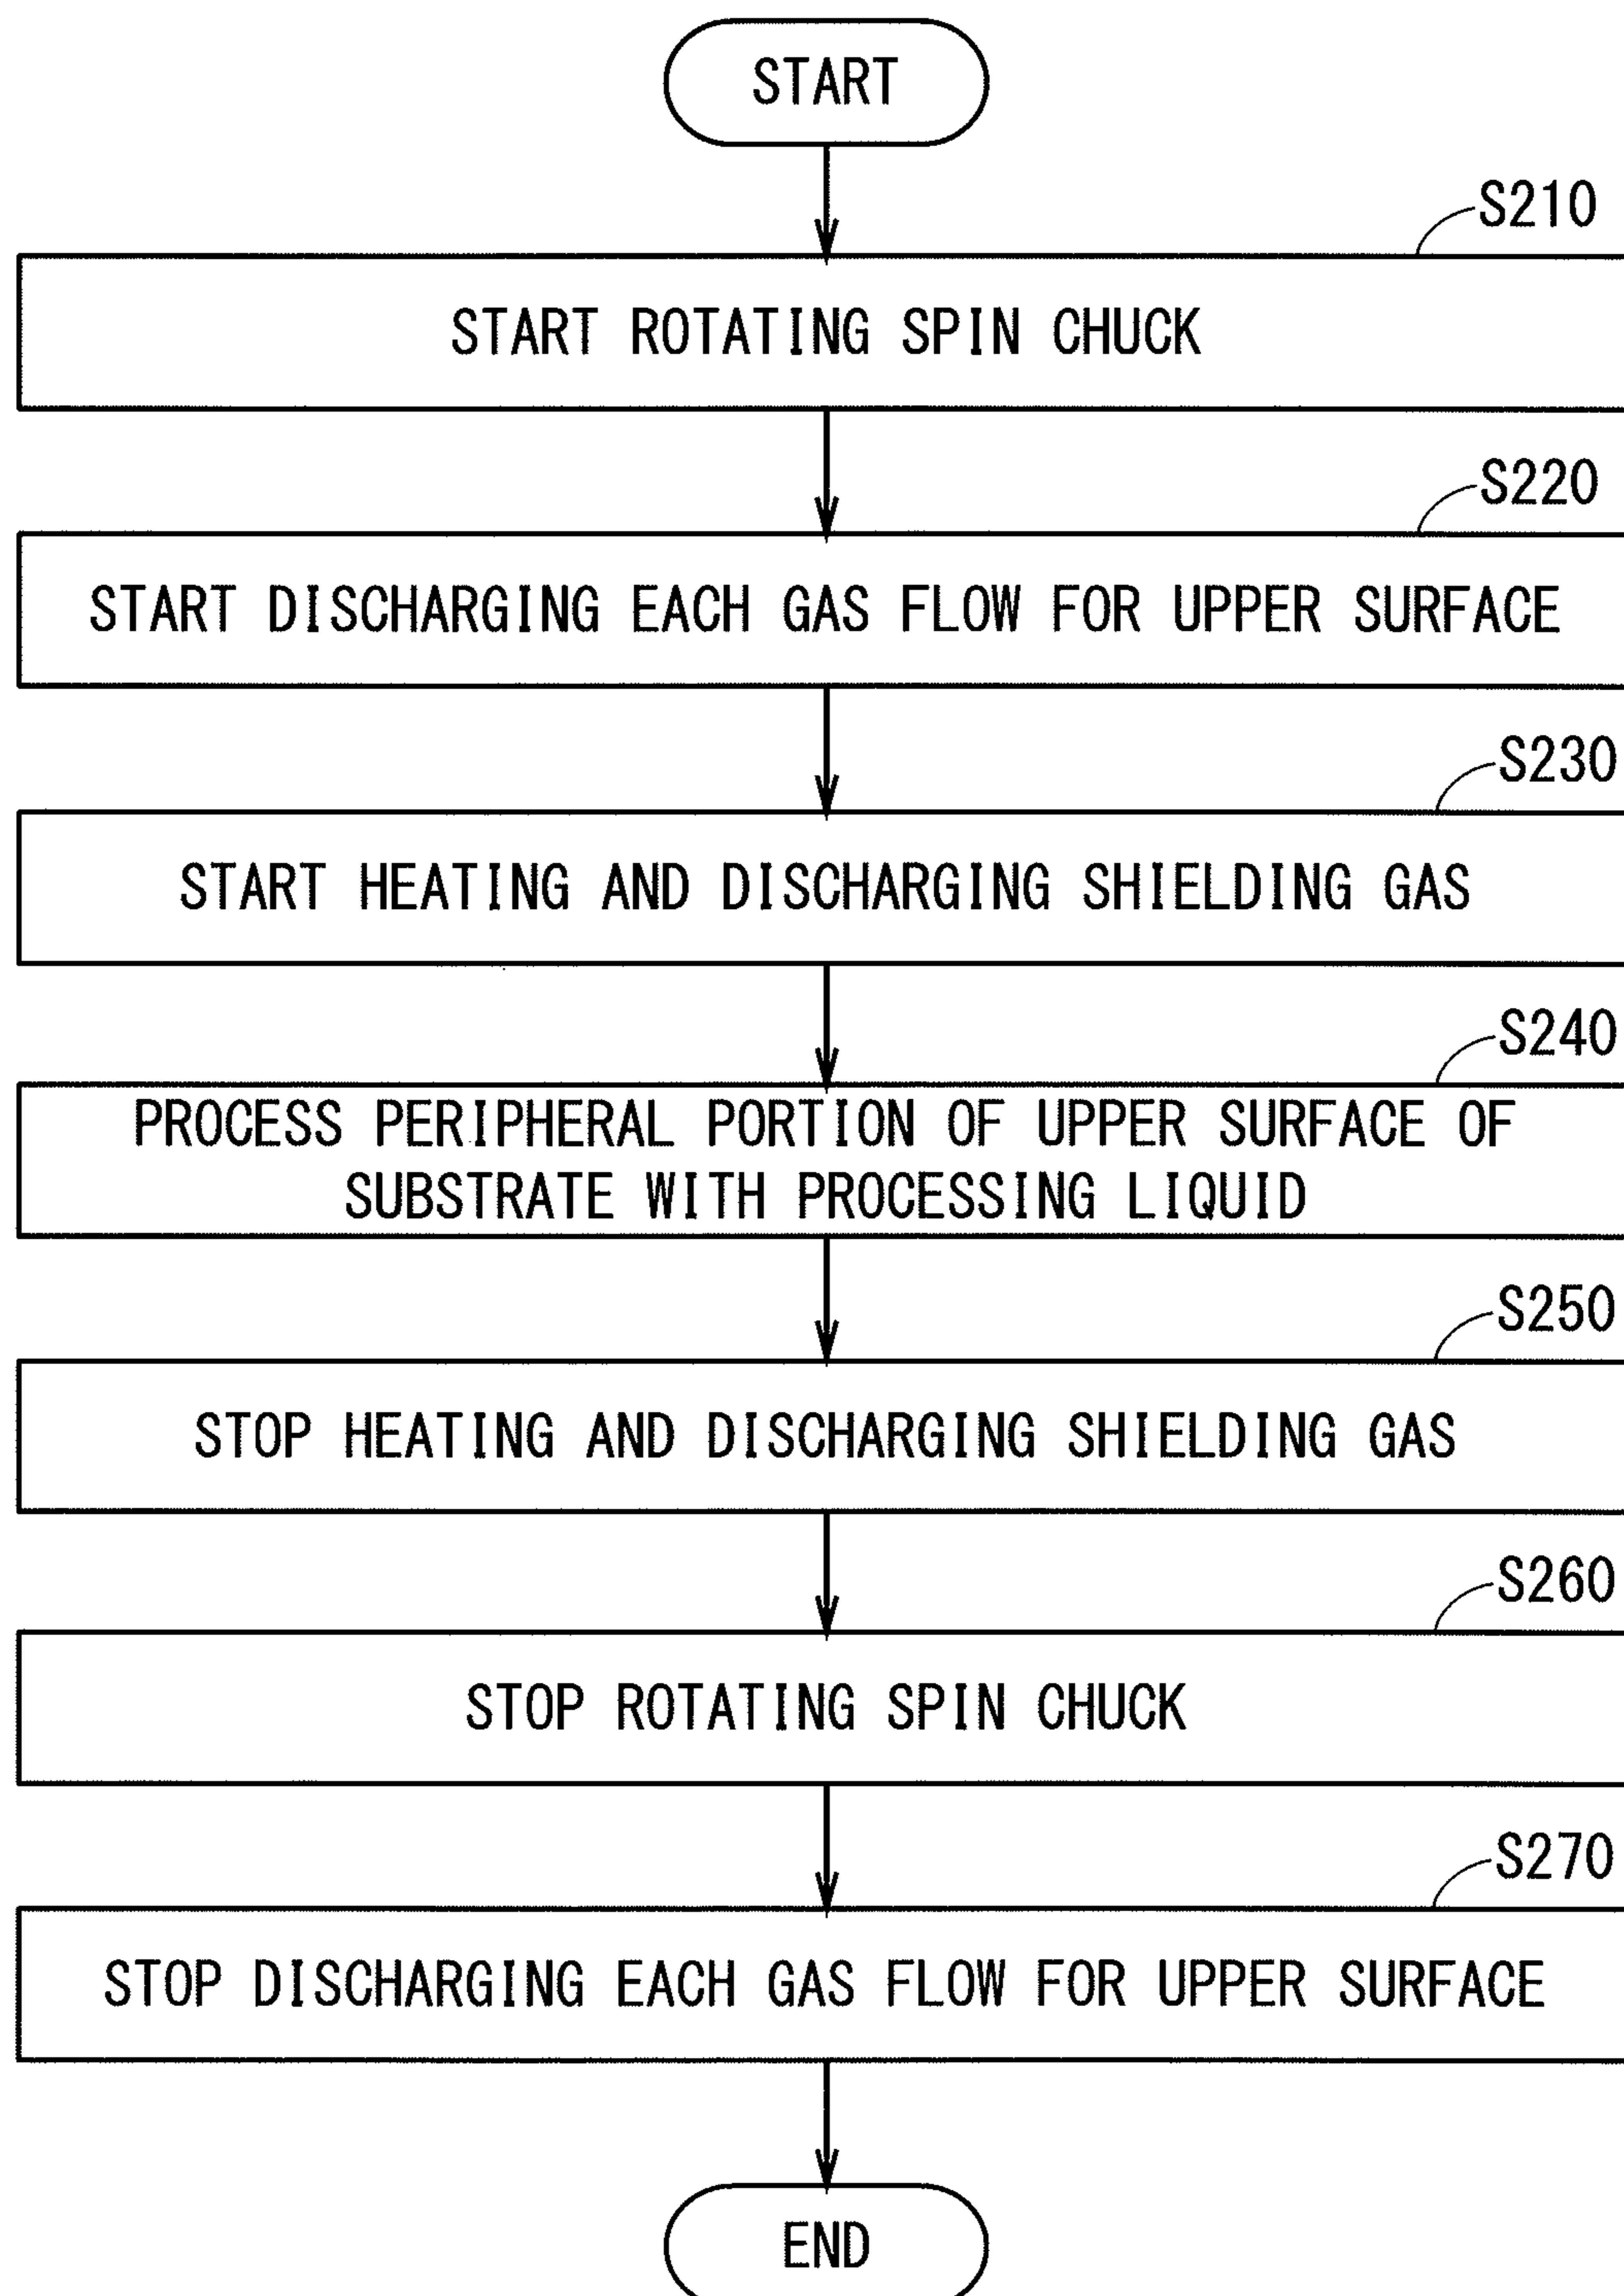 START
S210
START ROTATING SPIN CHUCK
S220
START DISCHARGING EACH GAS FLOW FOR UPPER SURFACE
S230
START HEATING AND DISCHARGING SHIELDING GAS
S240
PROCESS PERIPHERAL PORTION OF UPPER SURFACE OF
SUBSTRATE WITH PROCESSING LIQUID
S250
STOP HEATING AND DISCHARGING SHIELDING GAS
S260
STOP ROTATING SPIN CHUCK
S270
STOP DISCHARGING EACH GAS FLOW FOR UPPER SURFACE
END